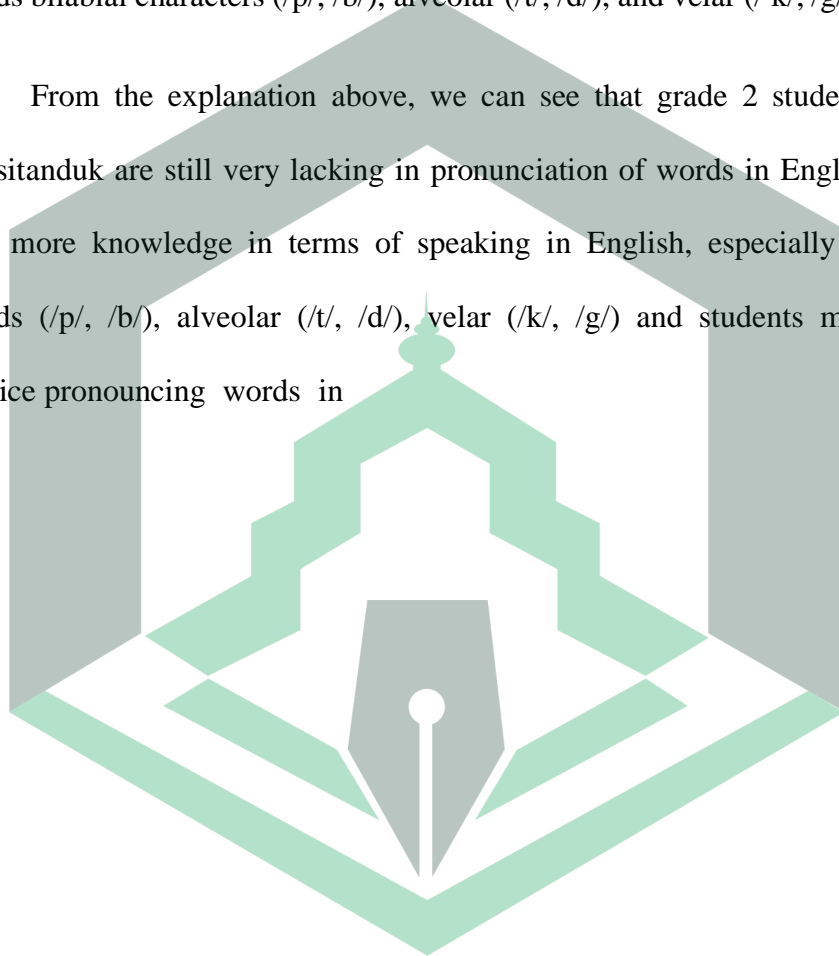 ds bilabial characters (/p/, /b/), alveolar (/t/, /d/), and velar (/ k/, /g/
From the explanation above, we can see that grade 2 stude
sitanduk are still very lacking in pronunciation of words in Engl
more knowledge in terms of speaking in English, especially
ds (/p/, /b/), alveolar (/t/, /d/), velar (/k/, /g/) and students m
ice pronouncing words in